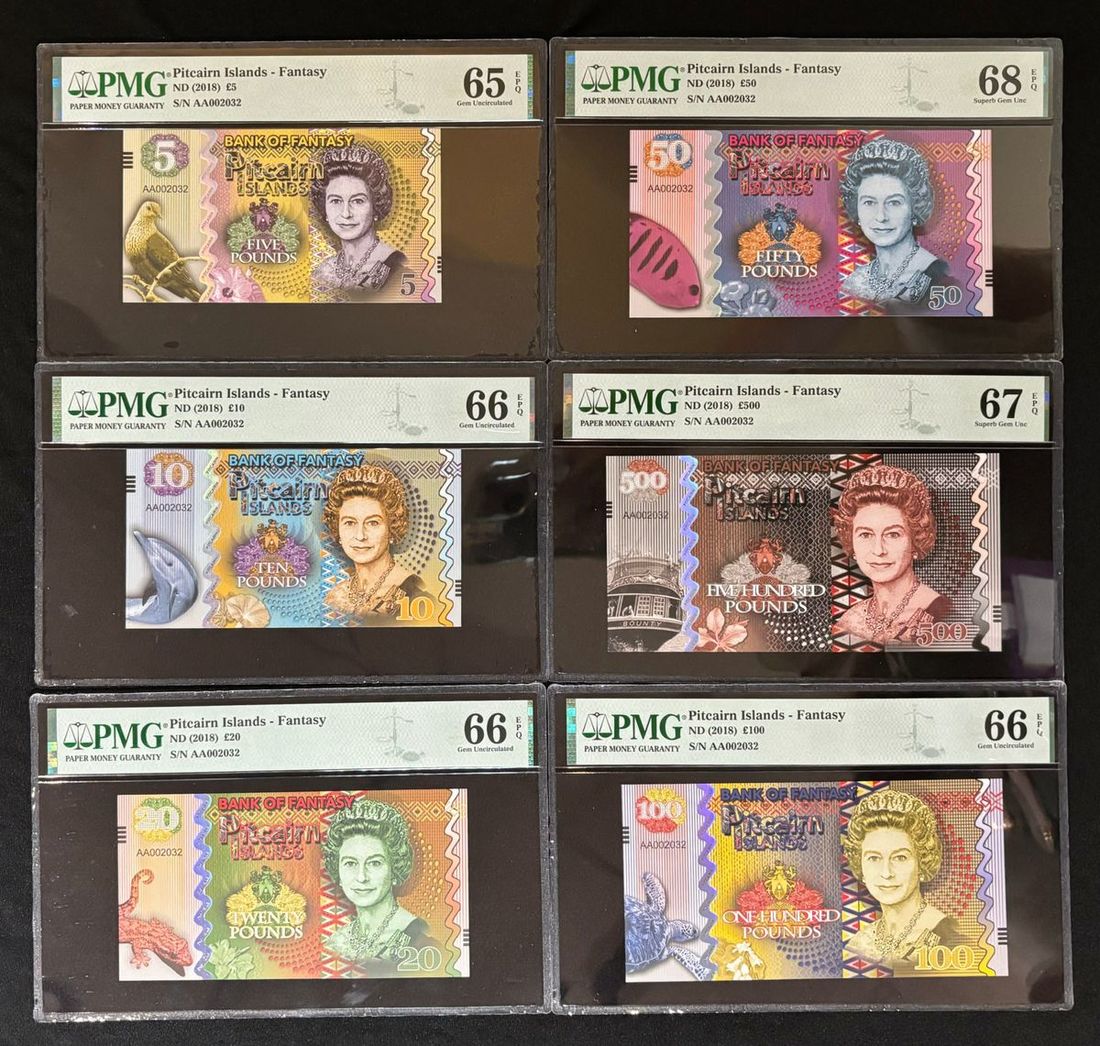 PMG
PAPER MONEY GUARANTY
Pitcairn Islands - Fantasy
ND (2018) £5
S/N AA002032
65
EPQ
Gem Uncirculated
5
AA002032
BANK OF FANTASY
Pitcairn
ISLANDS
FIVE
POUNDS
5
PMG
PAPER MONEY GUARANTY
Pitcairn Islands - Fantasy
ND (2018) £50
S/N AA002032
68
EPQ
Superb Gem Unc
50
AA002032
BANK OF FANTASY
Pitcairn
ISLANDS
FIFTY
POUNDS
50
PMG
PAPER MONEY GUARANTY
Pitcairn Islands - Fantasy
ND (2018) £10
S/N AA002032
66
EPQ
Gem Uncirculated
10
AA002032
BANK OF FANTASY
Pitcairn
ISLANDS
TEN
POUNDS
10
PMG
PAPER MONEY GUARANTY
Pitcairn Islands - Fantasy
ND (2018) £500
S/N AA002032
67
EPQ
Superb Gem Unc
500
AA002032
BANK OF FANTASY
Pitcairn
ISLANDS
FIVE HUNDRED
POUNDS
BOUNTY
500
PMG
PAPER MONEY GUARANTY
Pitcairn Islands - Fantasy
ND (2018) £20
S/N AA002032
66
EPQ
Gem Uncirculated
20
AA002032
BANK OF FANTASY
Pitcairn
ISLANDS
TWENTY
POUNDS
20
PMG
PAPER MONEY GUARANTY
Pitcairn Islands - Fantasy
ND (2018) £100
S/N AA002032
66
EPQ
Gem Uncirculated
100
AA002032
BANK OF FANTASY
Pitcairn
ISLANDS
ONE HUNDRED
POUNDS
100